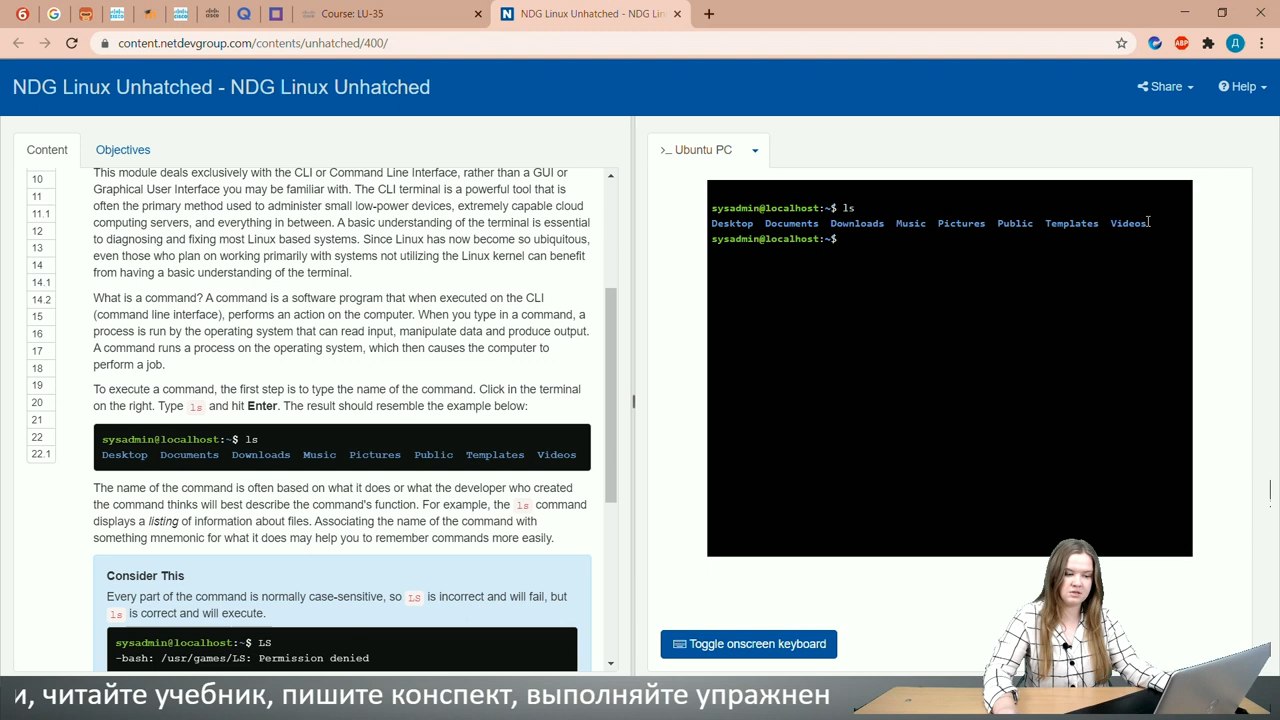 Course: LU-35
NDG Linux Unhatched - NDG Lin
content.netdevgroup.com/contents/unhatched/400/
ABP
Д
NDG Linux Unhatched - NDG Linux Unhatched
Share
Help
Content
Objectives
10
11
11.1
12
13
14
14.1
14.2
15
16
17
18
19
20
21
22
22.1
This module deals exclusively with the CLI or Command Line Interface, rather than a GUI or
Graphical User Interface you may be familiar with. The CLI terminal is a powerful tool that is
often the primary method used to administer small low-power devices, extremely capable cloud
computing servers, and everything in between. A basic understanding of the terminal is essential
to diagnosing and fixing most Linux based systems. Since Linux has now become so ubiquitous,
even those who plan on working primarily with systems not utilizing the Linux kernel can benefit
from having a basic understanding of the terminal.
What is a command? A command is a software program that when executed on the CLI
(command line interface), performs an action on the computer. When you type in a command, a
process is run by the operating system that can read input, manipulate data and produce output.
A command runs a process on the operating system, which then causes the computer to
perform a job.
To execute a command, the first step is to type the name of the command. Click in the terminal
on the right. Type ls and hit Enter. The result should resemble the example below:
sysadmin@localhost:~$ ls
Desktop Documents Downloads Music Pictures Public Templates Videos
The name of the command is often based on what it does or what the developer who created
the command thinks will best describe the command's function. For example, the ls command
displays a listing of information about files. Associating the name of the command with
something mnemonic for what it does may help you to remember commands more easily.
Consider This
Every part of the command is normally case-sensitive, so LS is incorrect and will fail, but
ls is correct and will execute.
sysadmin@localhost:~$ LS
-bash: /usr/games/LS: Permission denied
>_ Ubuntu PC
sysadmin@localhost:~$ ls
Desktop Documents Downloads Music Pictures Public Templates Videos
sysadmin@localhost:~$
Toggle onscreen keyboard
и, читайте учебник, пишите конспект, выполняйте упражнен